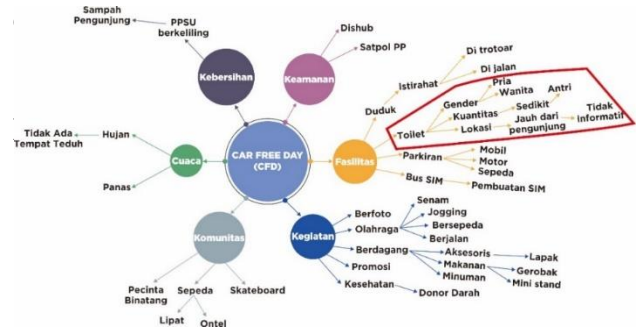 Sampah
Pengunjung
PPSU
berkeliling
Kebersihan
Dishub
Satpol PP
Keamanan
Di trotoar
Di jalan
Istirahat
Duduk
Pria
Wanita
Gender
Antri
Kuantitas
Sedikit
Toilet
Lokasi
Jauh dari
pengunjung
Tidak
Informatif
Tidak Ada
Tempat Teduh
Hujan
Cuaca
Panas
CAR FREE DAY
(CFD)
Fasilitas
Parkiran
Mobil
Motor
Sepeda
Bus SIM
Pembuatan SIM
Komunitas
Pecinta
Binatang
Sepeda
Skateboard
Lipat
Ontel
Kegiatan
Berfoto
Olahraga
Senam
Jogging
Bersepeda
Berjalan
Berdagang
Aksesoris
Lapak
Makanan
Gerobak
Mini stand
Minuman
Promosi
Kesehatan
Donor Darah